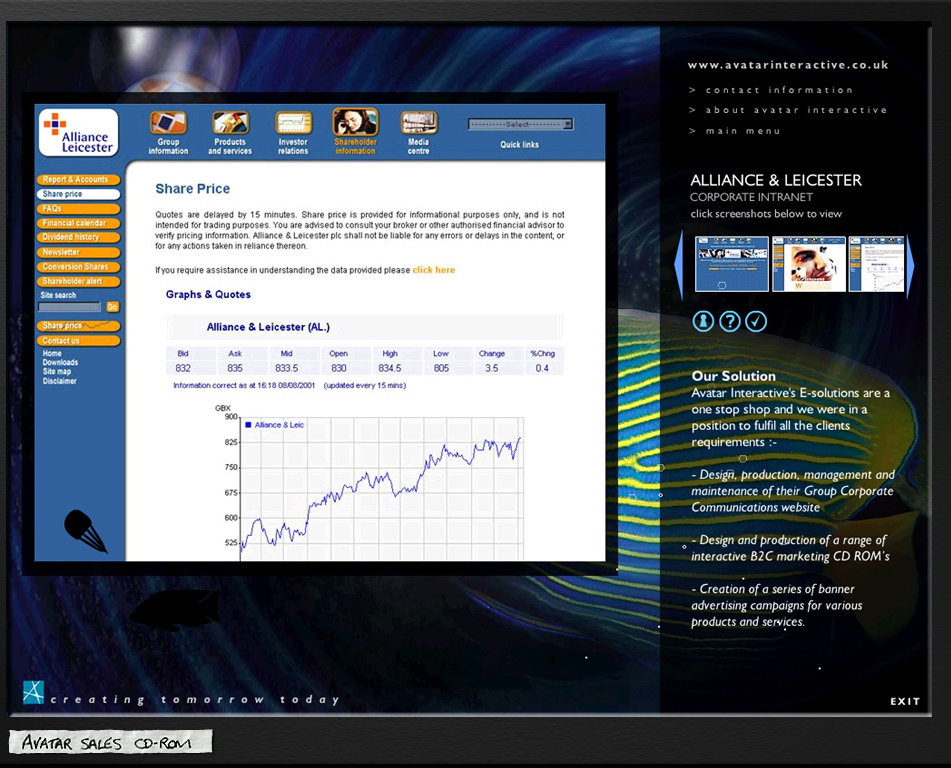 www.avatarinteractive.co.uk
> contact information
> about avatar interactive
> main menu
Alliance
Leicester
Group
information
Products
and services
Investor
relations
Shareholder
information
Media
centre
Select
Quick links
Report & Accounts
Share price
FAQs
Financial calendar
Dividend history
Newsletter
Conversion Shares
Shareholder alert
Site search
Go
Share price
Contact us
Home
Downloads
Site map
Disclaimer
Share Price
Quotes are delayed by 15 minutes. Share price is provided for informational purposes only, and is not
intended for trading purposes. You are advised to consult your broker or other authorised financial advisor to
verify pricing information. Alliance & Leicester plc shall not be liable for any errors or delays in the content, or
for any actions taken in reliance thereon.
If you require assistance in understanding the data provided please click here
Graphs & Quotes
Alliance & Leicester (AL.)
Bid Ask Mid Open High Low Change %Chng
832 835 833.5 830 834.5 805 3.5 0.4
Information correct as at 16:18 08/08/2001 (updated every 15 mins)
GBX
900
825
750
675
600
525
Alliance & Leic
ALLIANCE & LEICESTER
CORPORATE INTRANET
click screenshots below to view
Our Solution
Avatar Interactive's E-solutions are a
one stop shop and we were in a
position to fulfil all the clients
requirements :-
- Design, production, management and
maintenance of their Group Corporate
Communications website
- Design and production of a range of
interactive B2C marketing CD ROM's
- Creation of a series of banner
advertising campaigns for various
products and services.
creating tomorrow today
EXIT
AVATAR SALES CD-ROM